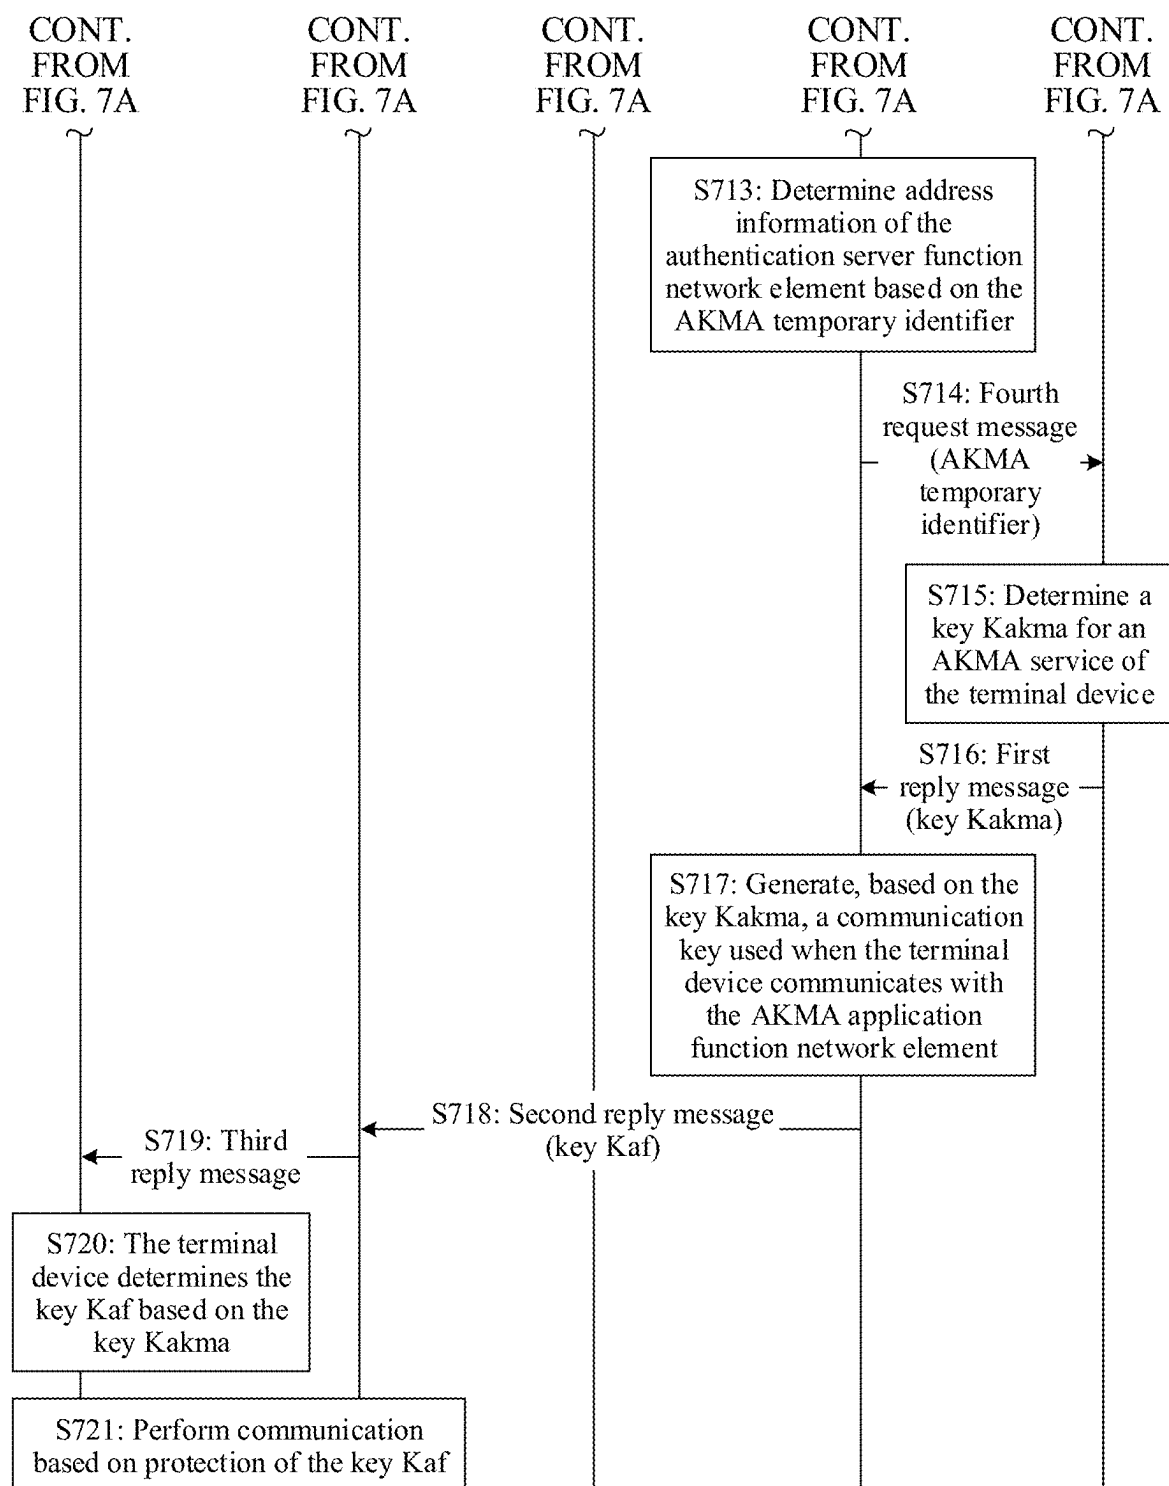 CONT.
FROM
FIG. 7A
CONT.
FROM
FIG. 7A
CONT.
FROM
FIG. 7A
CONT.
FROM
FIG. 7A
CONT.
FROM
FIG. 7A
S713: Determine address
information of the
authentication server function
network element based on the
AKMA temporary identifier
S714: Fourth
request message
(AKMA
temporary
identifier)
S715: Determine a
key Kakma for an
AKMA service of
the terminal device
S716: First
reply message
(key Kakma)
S717: Generate, based on the
key Kakma, a communication
key used when the terminal
device communicates with
the AKMA application
function network element
S718: Second reply message
(key Kaf)
S719: Third
reply message
S720: The terminal
device determines the
key Kaf based on the
key Kakma
S721: Perform communication
based on protection of the key Kaf